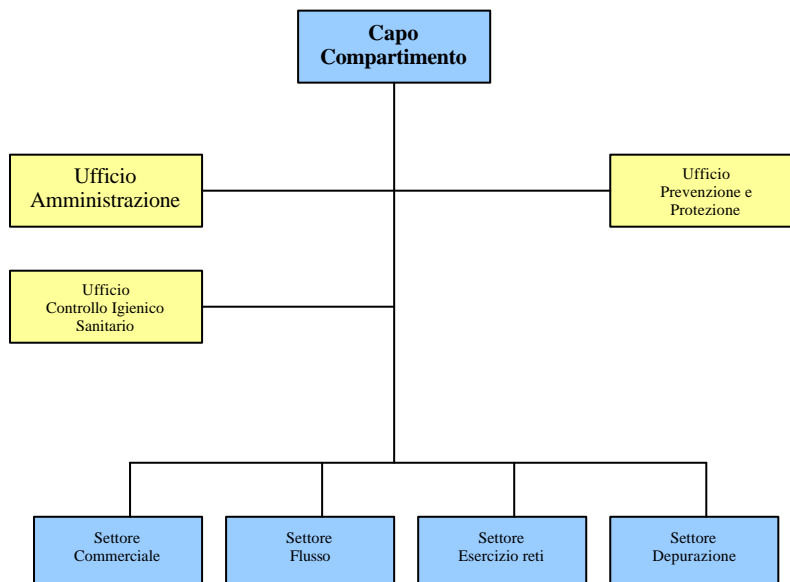 Capo
Compartimento
Ufficio
Amministrazione
Ufficio
Prevenzione e
Protezione
Ufficio
Controllo Igienico
Sanitario
Settore
Commerciale
Settore
Flusso
Settore
Esercizio reti
Settore
Depurazione